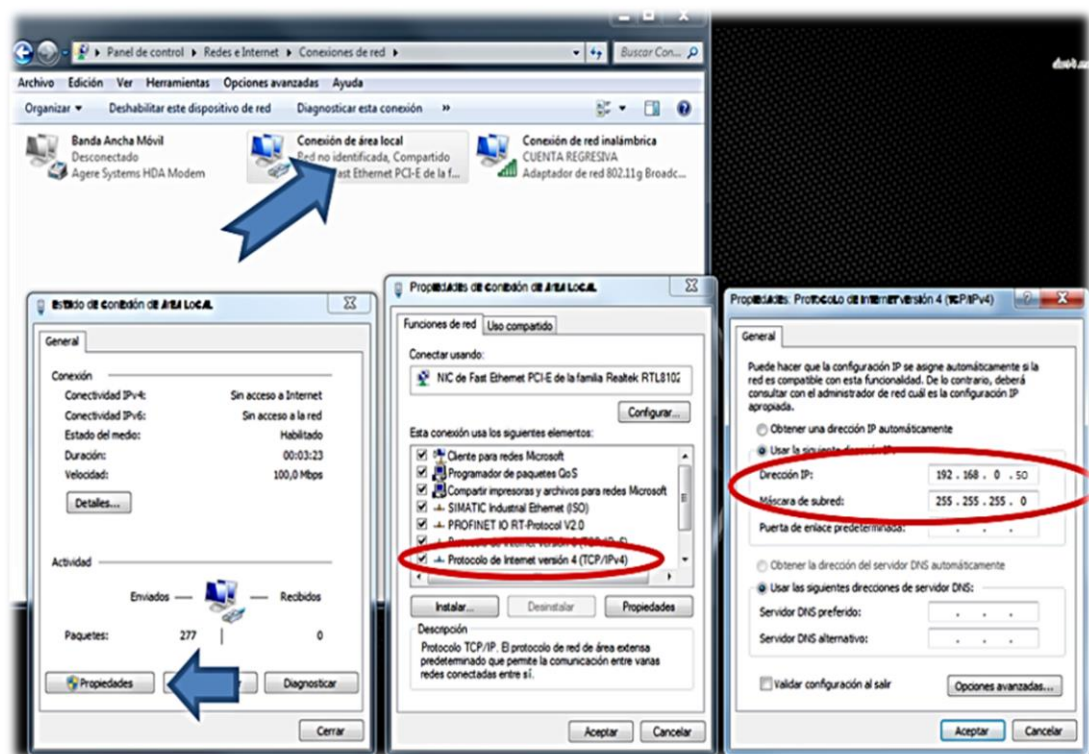 Panel de control ▸ Redes e Internet ▸ Conexiones de red ▸
Buscar Con...
Archivo Edición Ver Herramientas Opciones avanzadas Ayuda
Organizar Deshabilitar este dispositivo de red Diagnosticar esta conexión »
Banda Ancha Móvil
Desconectado
Agere Systems HDA Modem
Conexión de área local
Red no identificada, Compartido
Fast Ethernet PCI-E de la f...
Conexión de red inalámbrica
CUENTA REGRESIVA
Adaptador de red 802.11g Broadc...
Estado de conexión de área local
General
Conexión
Conectividad IPv4: Sin acceso a Internet
Conectividad IPv6: Sin acceso a la red
Estado del medio: Habilitado
Duración: 00:03:23
Velocidad: 100,0 Mbps
Detalles...
Actividad
Enviados — — Recibidos
Paquetes: 277 | 0
Propiedades Diagnosticar
Cerrar
Propiedades de conexión de área local
Funciones de red Uso compartido
Conectar usando:
NIC de Fast Ethernet PCI-E de la familia Realtek RTL8102
Configurar...
Esta conexión usa los siguientes elementos:
Cliente para redes Microsoft
Programador de paquetes QoS
Compartir impresoras y archivos para redes Microsoft
SIMATIC Industrial Ethernet (ISO)
PROFINET IO RT-Protocol V2.0
Protocolo de Internet versión 6 (TCP/IPv6)
Protocolo de Internet versión 4 (TCP/IPv4)
Instalar... Desinstalar Propiedades
Descripción
Protocolo TCP/IP. El protocolo de red de área extensa
predeterminado que permite la comunicación entre varias
redes conectadas entre sí.
Aceptar Cancelar
Propiedades: Protocolo de Internet versión 4 (TCP/IPv4)
General
Puede hacer que la configuración IP se asigne automáticamente si la
red es compatible con esta funcionalidad. De lo contrario, deberá
consultar con el administrador de red cuál es la configuración IP
apropiada.
Obtener una dirección IP automáticamente
Usar la siguiente dirección IP:
Dirección IP: 192 . 168 . 0 . 50
Máscara de subred: 255 . 255 . 255 . 0
Puerta de enlace predeterminada: . . .
Obtener la dirección del servidor DNS automáticamente
Usar las siguientes direcciones de servidor DNS:
Servidor DNS preferido: . . .
Servidor DNS alternativo: . . .
Validar configuración al salir Opciones avanzadas...
Aceptar Cancelar